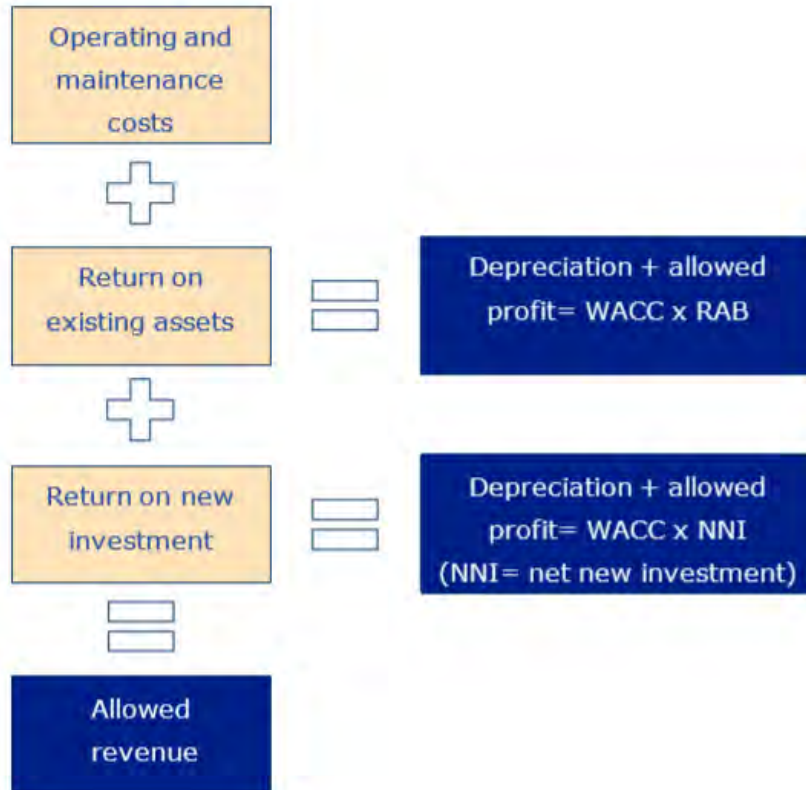 Operating and
maintenance
costs
Return on
existing assets
Depreciation + allowed
profit= WACC x RAB
Return on new
investment
Depreciation + allowed
profit= WACC x NNI
(NNI= net new investment)
Allowed
revenue